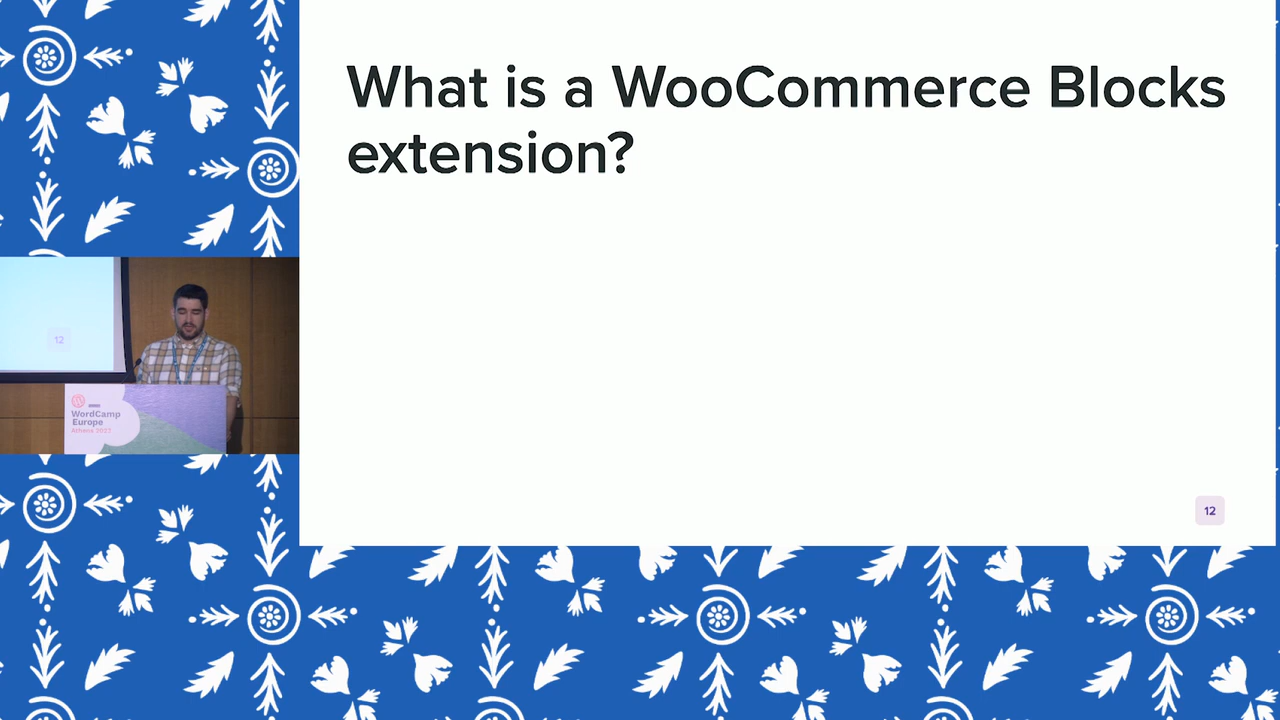 What is a WooCommerce Blocks
extension?
12
WordCamp
Europe
Athens 2023
12